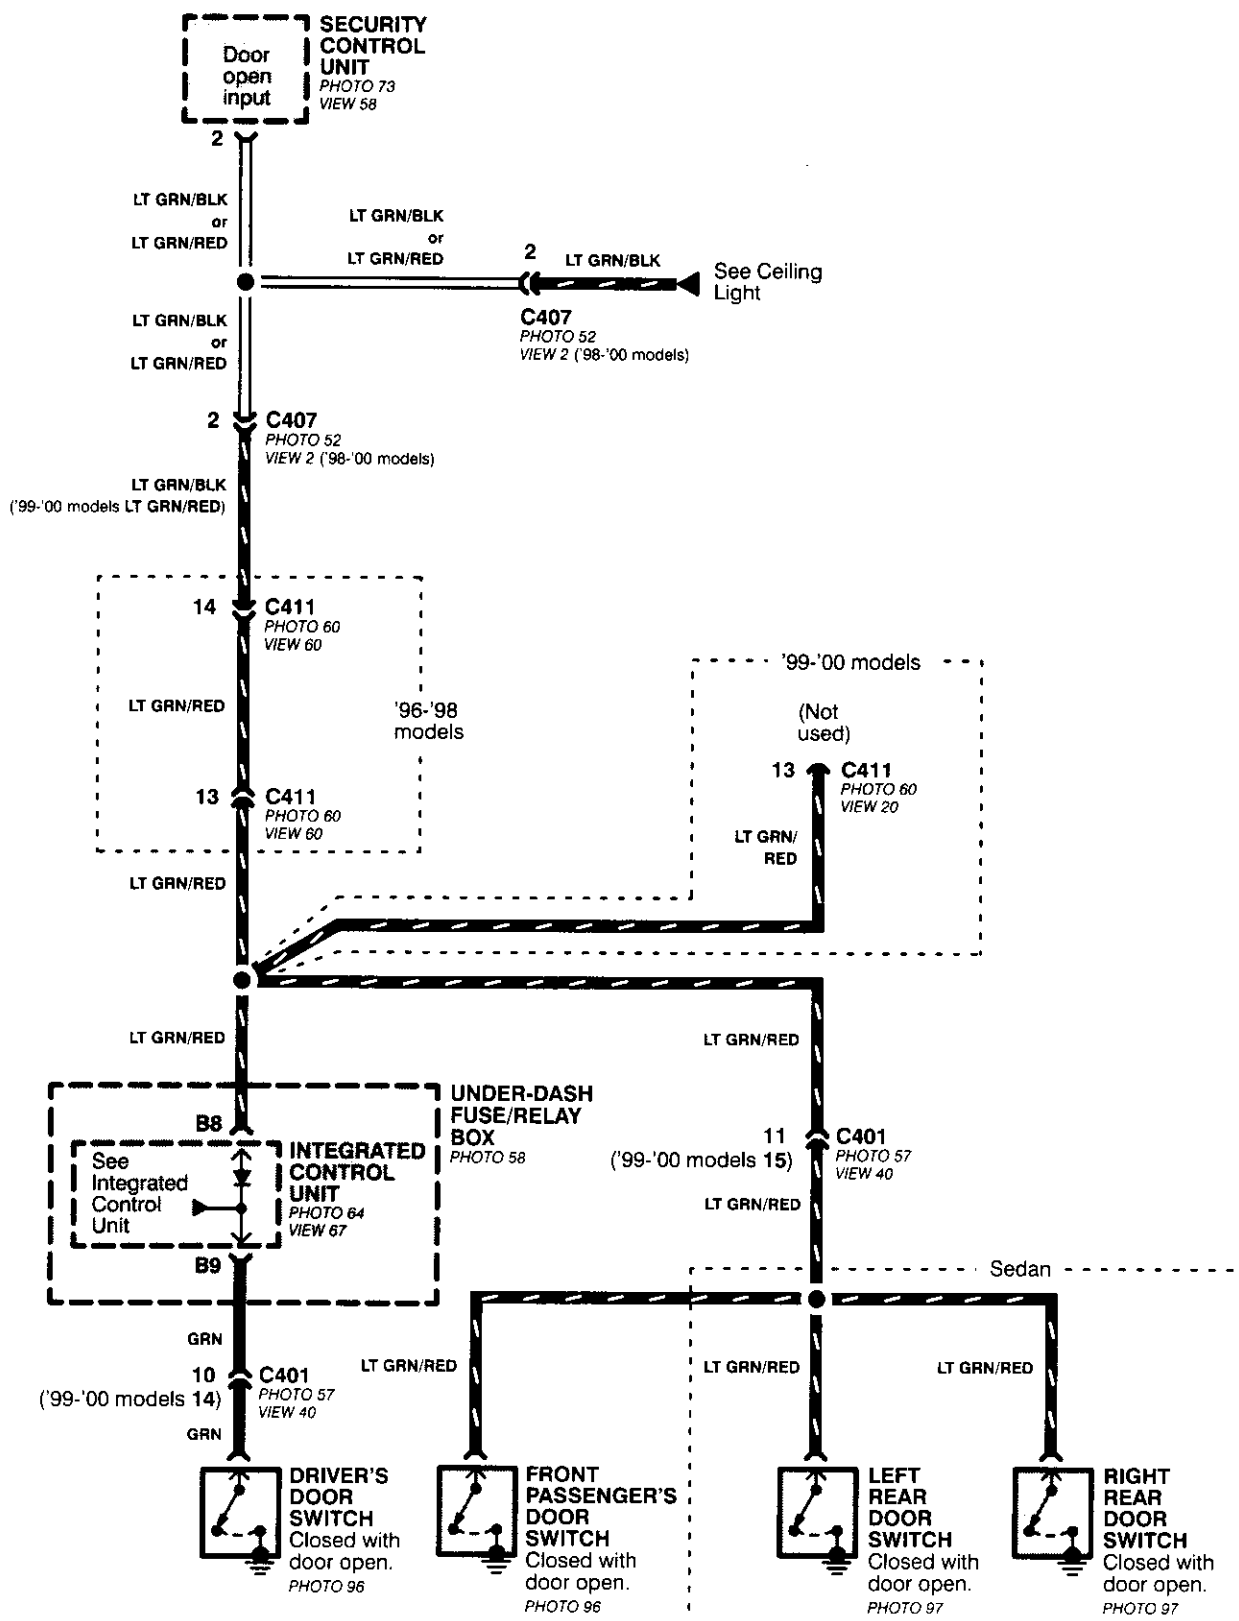 SECURITY
CONTROL
UNIT
PHOTO 73
VIEW 58
Door
open
input
2
LT GRN/BLK
or
LT GRN/RED
LT GRN/BLK
or
LT GRN/RED
2
LT GRN/BLK
See Ceiling
Light
C407
PHOTO 52
VIEW 2 ('98-'00 models)
LT GRN/BLK
or
LT GRN/RED
2
C407
PHOTO 52
VIEW 2 ('98-'00 models)
LT GRN/BLK
('99-'00 models LT GRN/RED)
14
C411
PHOTO 60
VIEW 60
LT GRN/RED
'96-'98
models
13
C411
PHOTO 60
VIEW 60
'99-'00 models
(Not
used)
13
C411
PHOTO 60
VIEW 20
LT GRN/
RED
LT GRN/RED
LT GRN/RED
LT GRN/RED
UNDER-DASH
FUSE/RELAY
BOX
PHOTO 58
B8
See
Integrated
Control
Unit
INTEGRATED
CONTROL
UNIT
PHOTO 64
VIEW 67
B9
11
('99-'00 models 15)
C401
PHOTO 57
VIEW 40
LT GRN/RED
Sedan
GRN
10
('99-'00 models 14)
C401
PHOTO 57
VIEW 40
GRN
LT GRN/RED
LT GRN/RED
LT GRN/RED
DRIVER'S
DOOR
SWITCH
Closed with
door open.
PHOTO 96
FRONT
PASSENGER'S
DOOR
SWITCH
Closed with
door open.
PHOTO 96
LEFT
REAR
DOOR
SWITCH
Closed with
door open.
PHOTO 97
RIGHT
REAR
DOOR
SWITCH
Closed with
door open.
PHOTO 97